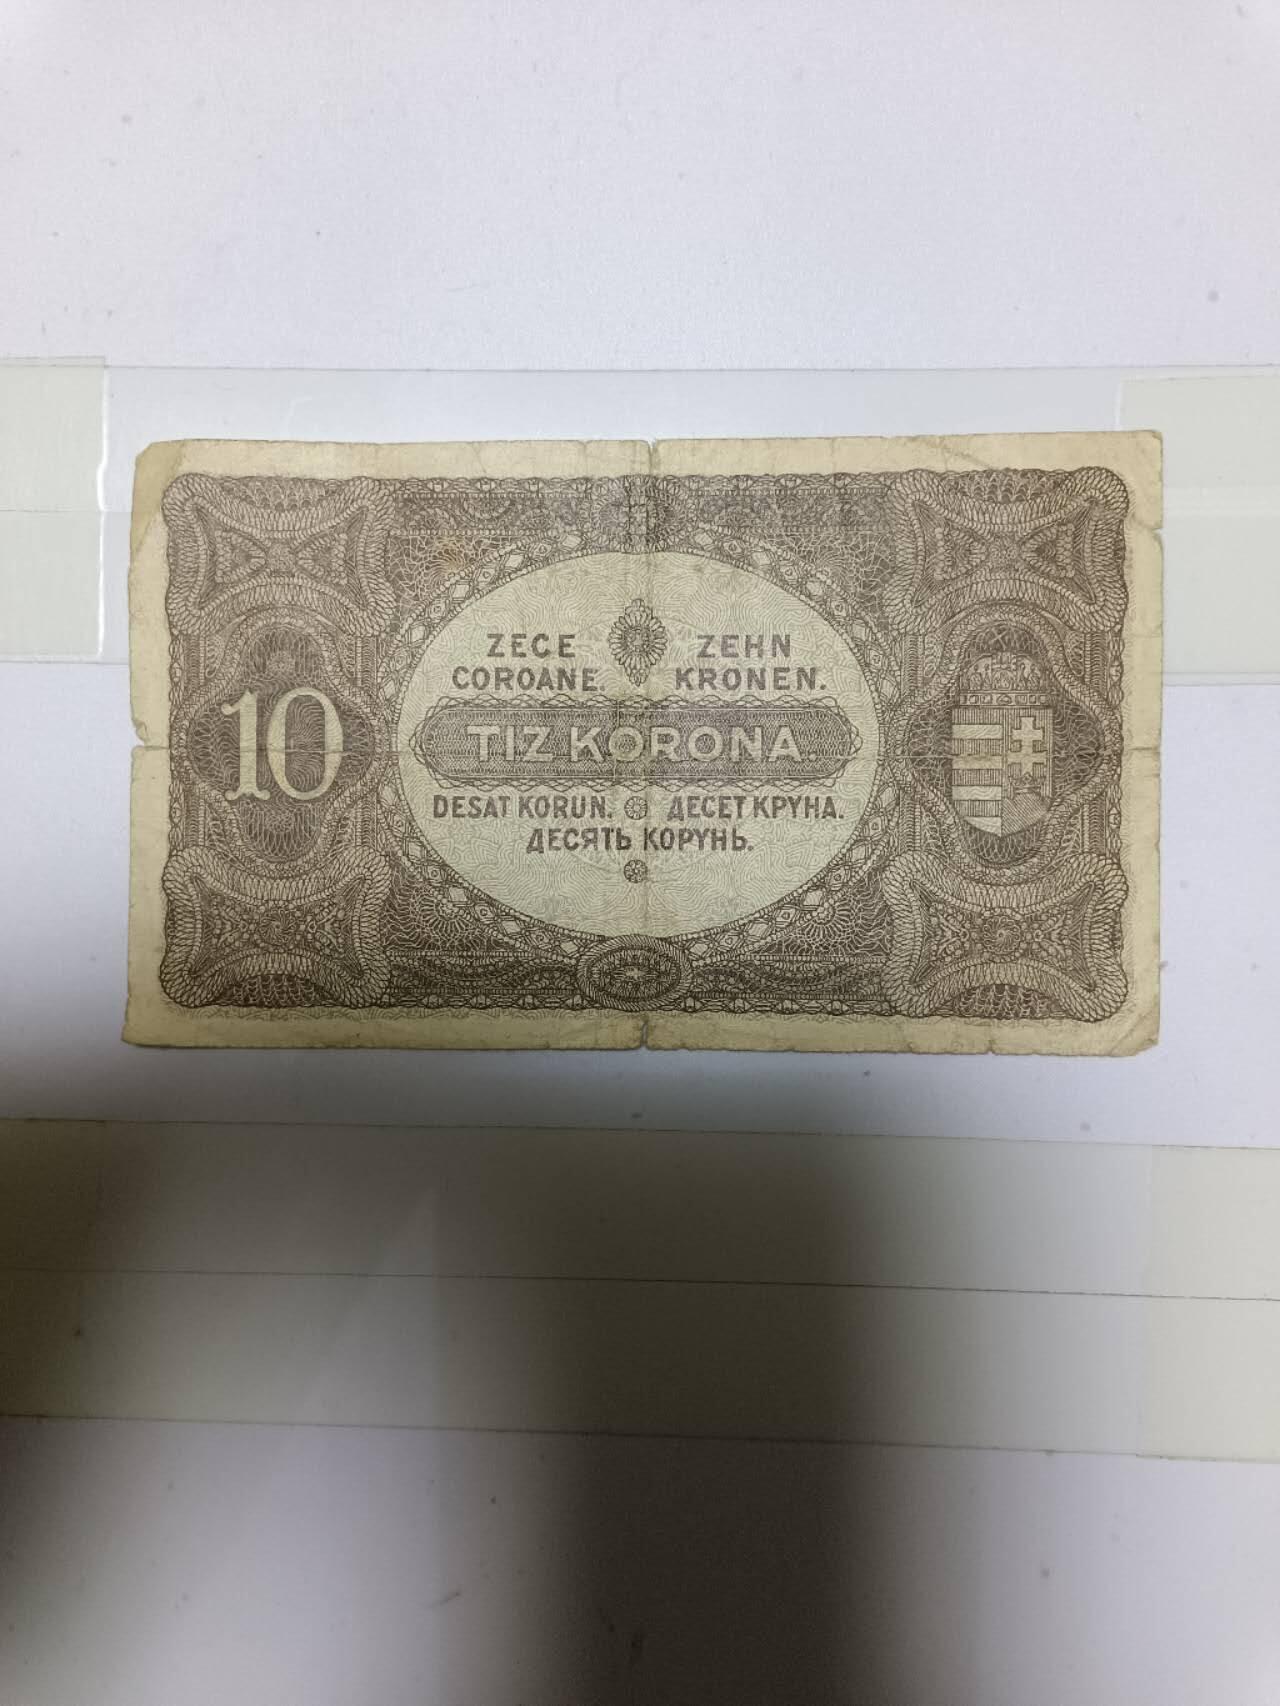 ZECE COROANE.
ZEHN KRONEN.
10
TIZ KORONA.
DESAT KORUN. ДЕСЕТ КРУНА.
ДЕСЯТЬ КОРУНЬ.